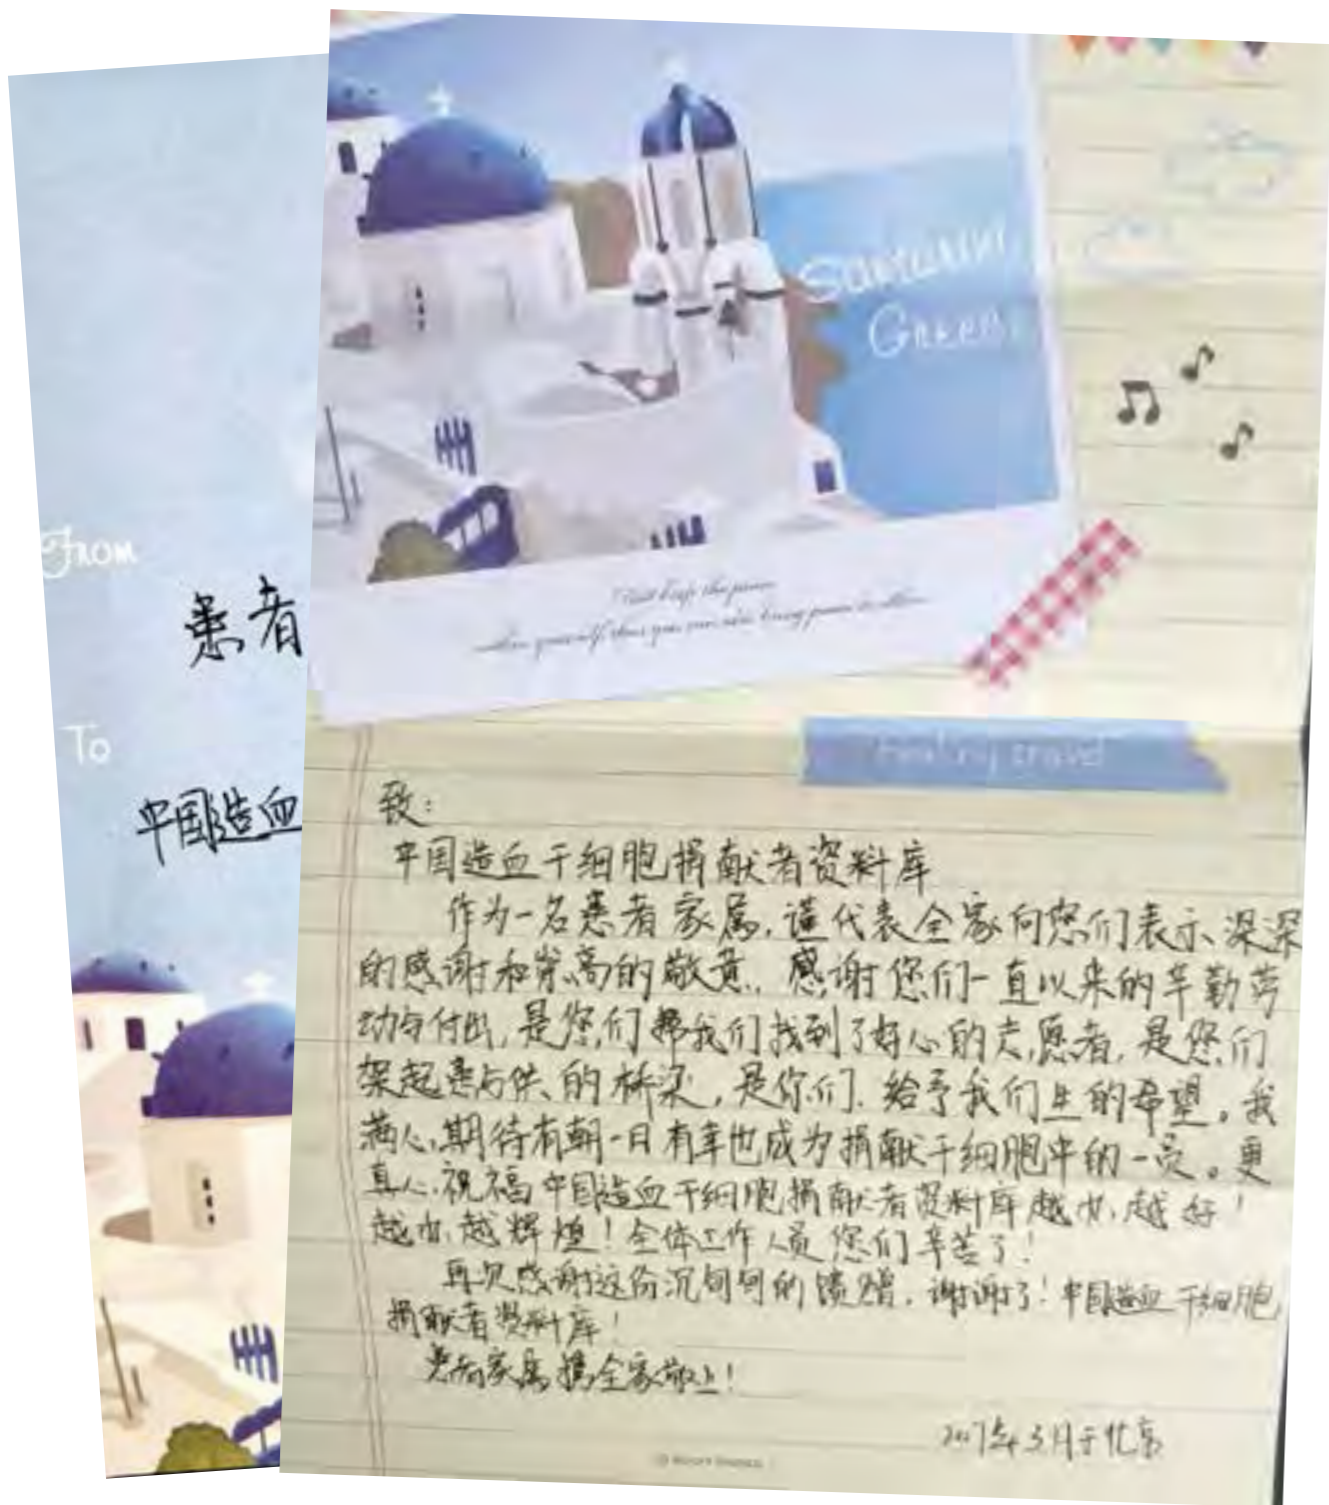 From
患者
To
中国造血
Santorini
Greece
healing travel
致：
中国造血干细胞捐献者资料库
作为一名患者家属，谨代表全家向您们表示深深
的感谢和崇高的敬意，感谢您们一直以来的辛勤劳
动与付出，是您们帮我们找到了好心的志愿者，是您们
架起患与供的桥梁，是你们给予我们生的希望。我
满心期待有朝一日有幸也成为捐献干细胞中的一员。更
真心祝福中国造血干细胞捐献者资料库越办越好！
越办越辉煌！全体工作人员您们辛苦了！
再次感谢这份沉甸甸的馈赠，谢谢了！中国造血干细胞
捐献者资料库！
患者家属携全家敬上！
2017年3月于北京